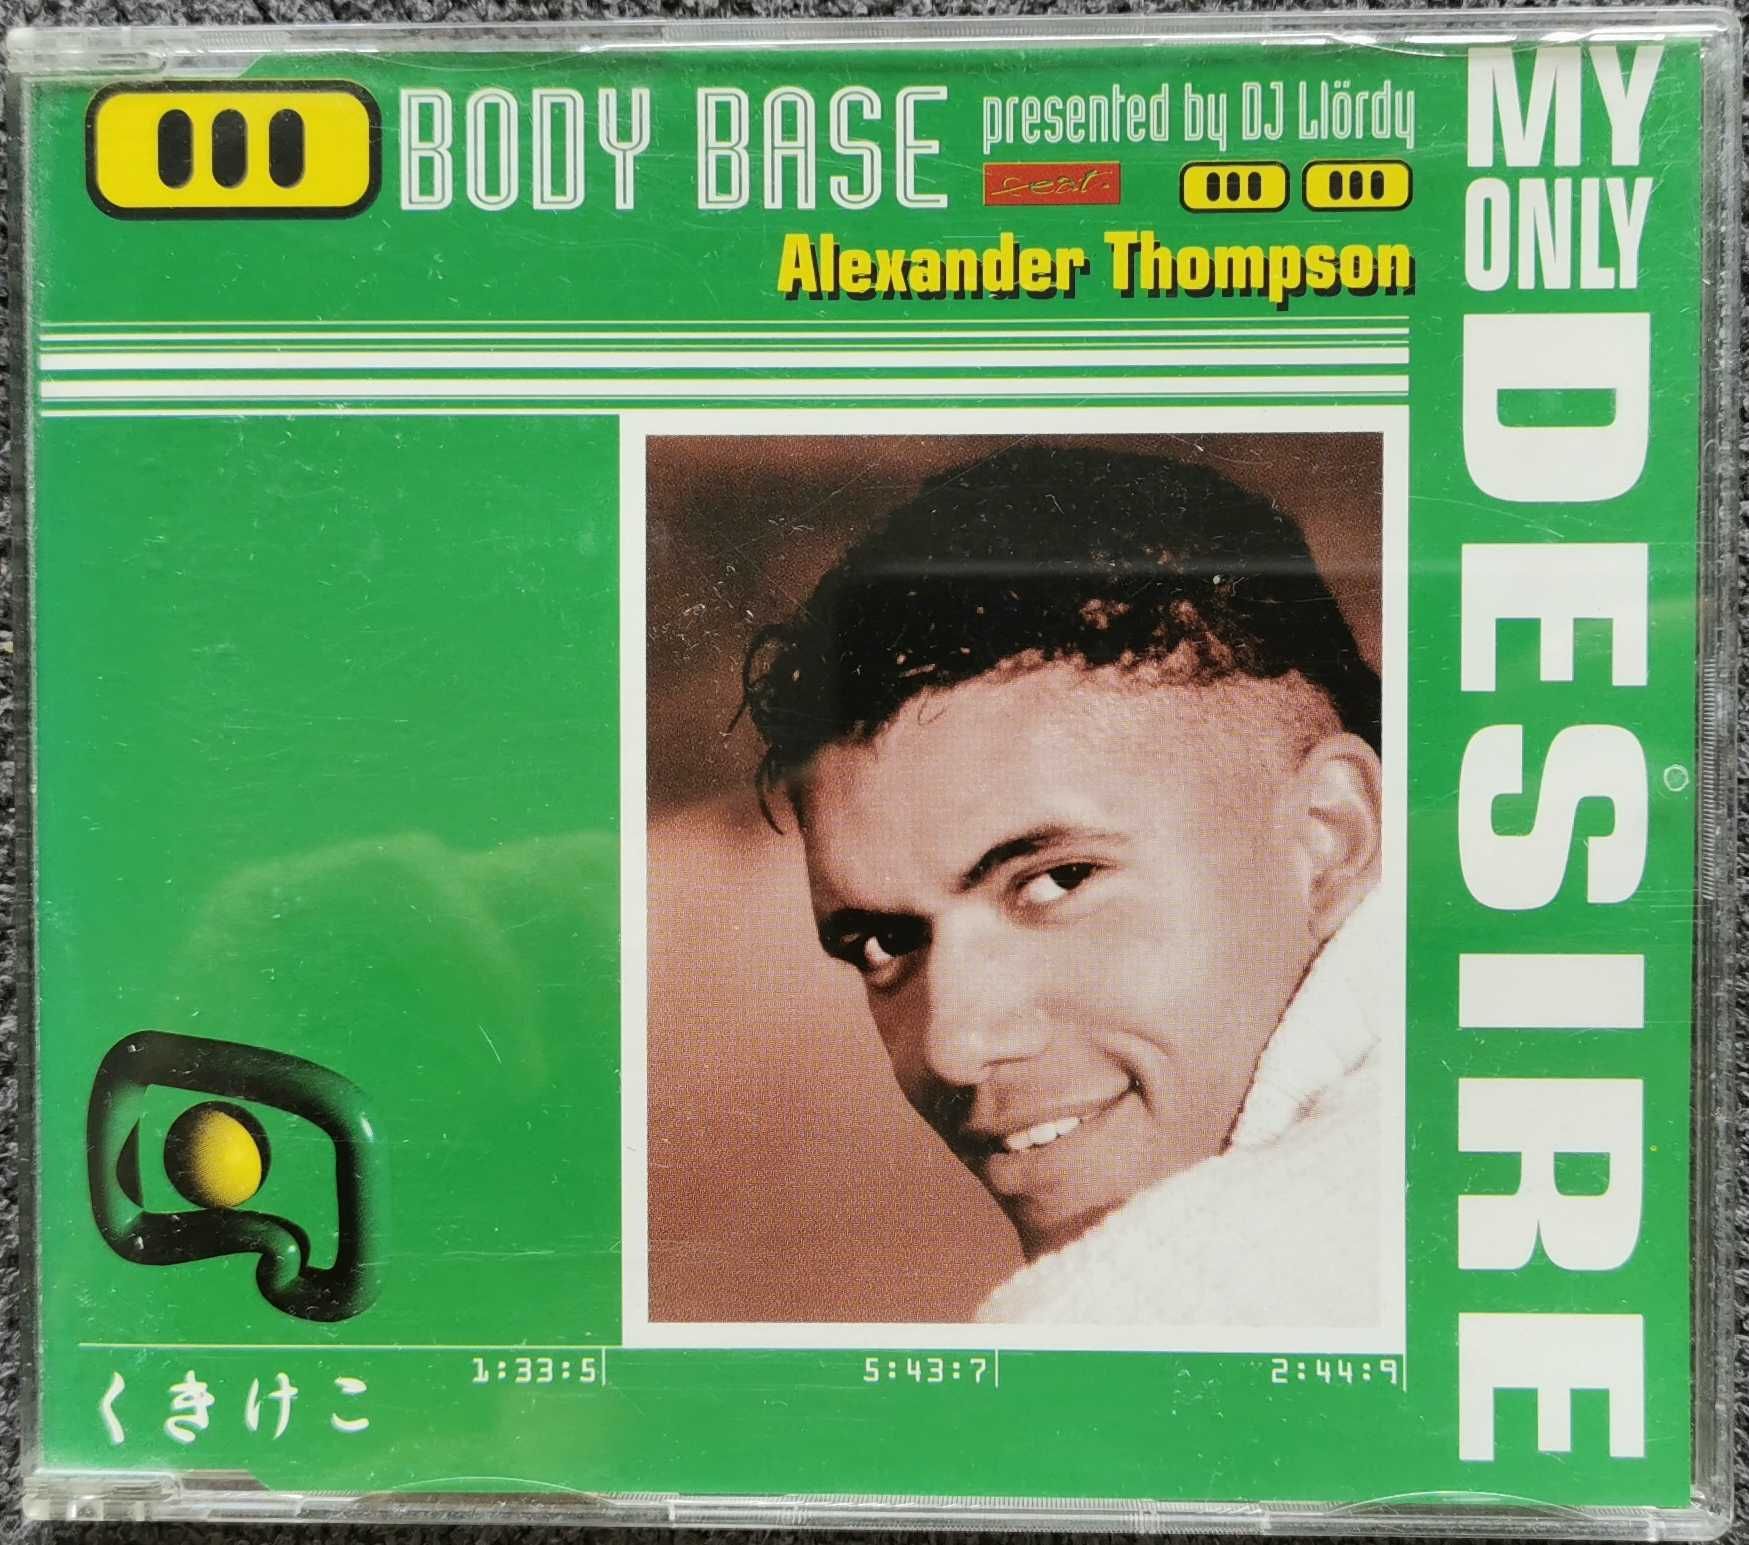 BODY BASE
presented by DJ Llördy
feat.
Alexander Thompson
MY
ONLY
DESIRE
1:33:5
5:43:7
2:44:9
くきけこ